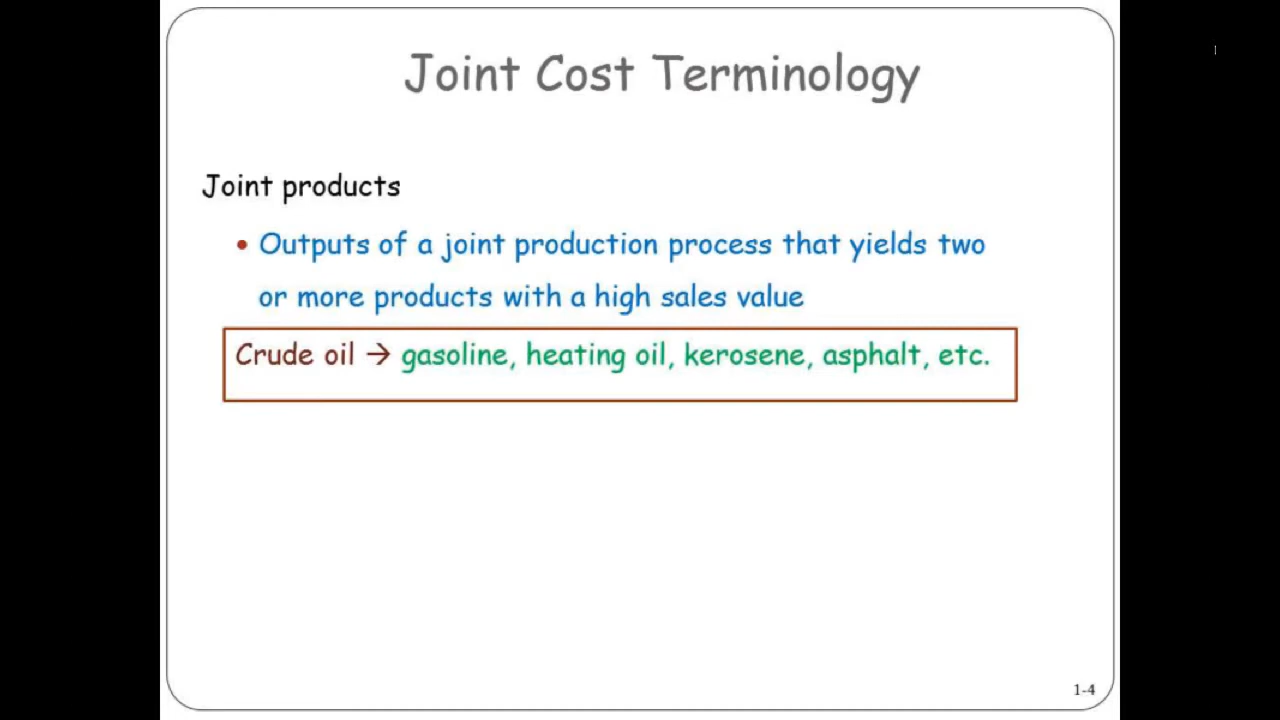 Joint Cost Terminology
Joint products
• Outputs of a joint production process that yields two
or more products with a high sales value
Crude oil → gasoline, heating oil, kerosene, asphalt, etc.
1-4